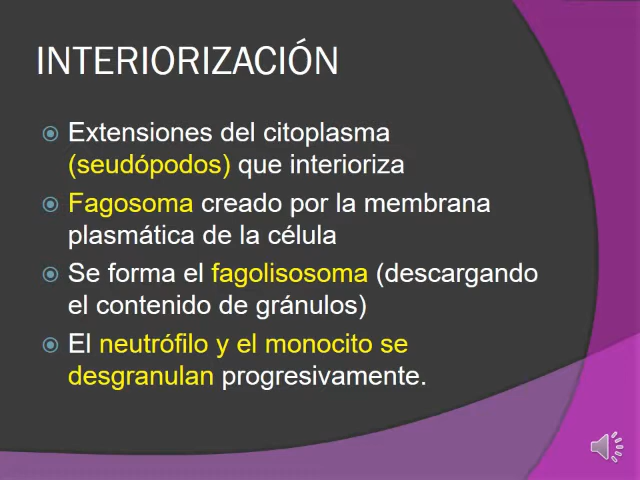 INTERIORIZACIÓN
Extensiones del citoplasma
(seudópodos) que interioriza
Fagosoma creado por la membrana
plasmática de la célula
Se forma el fagolisosoma (descargando
el contenido de gránulos)
El neutrófilo y el monocito se
desgranulan progresivamente.